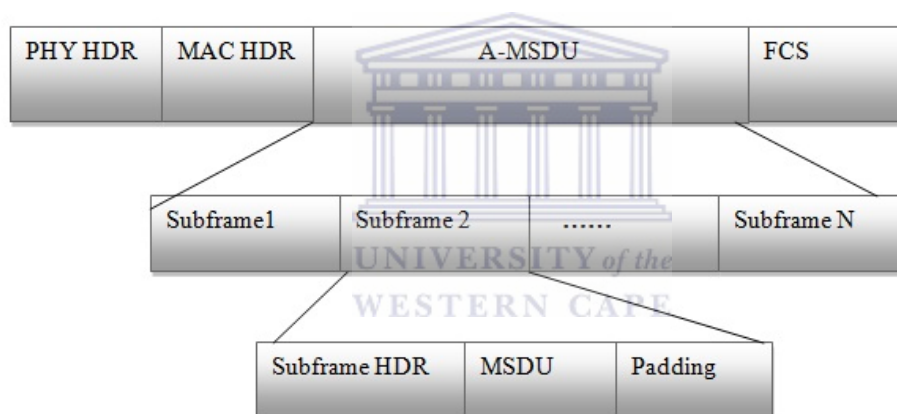 PHY HDR MAC HDR A-MSDU FCS
Subframe1 Subframe 2 ...... Subframe N
UNIVERSITY of the
WESTERN CAPE
Subframe HDR MSDU Padding